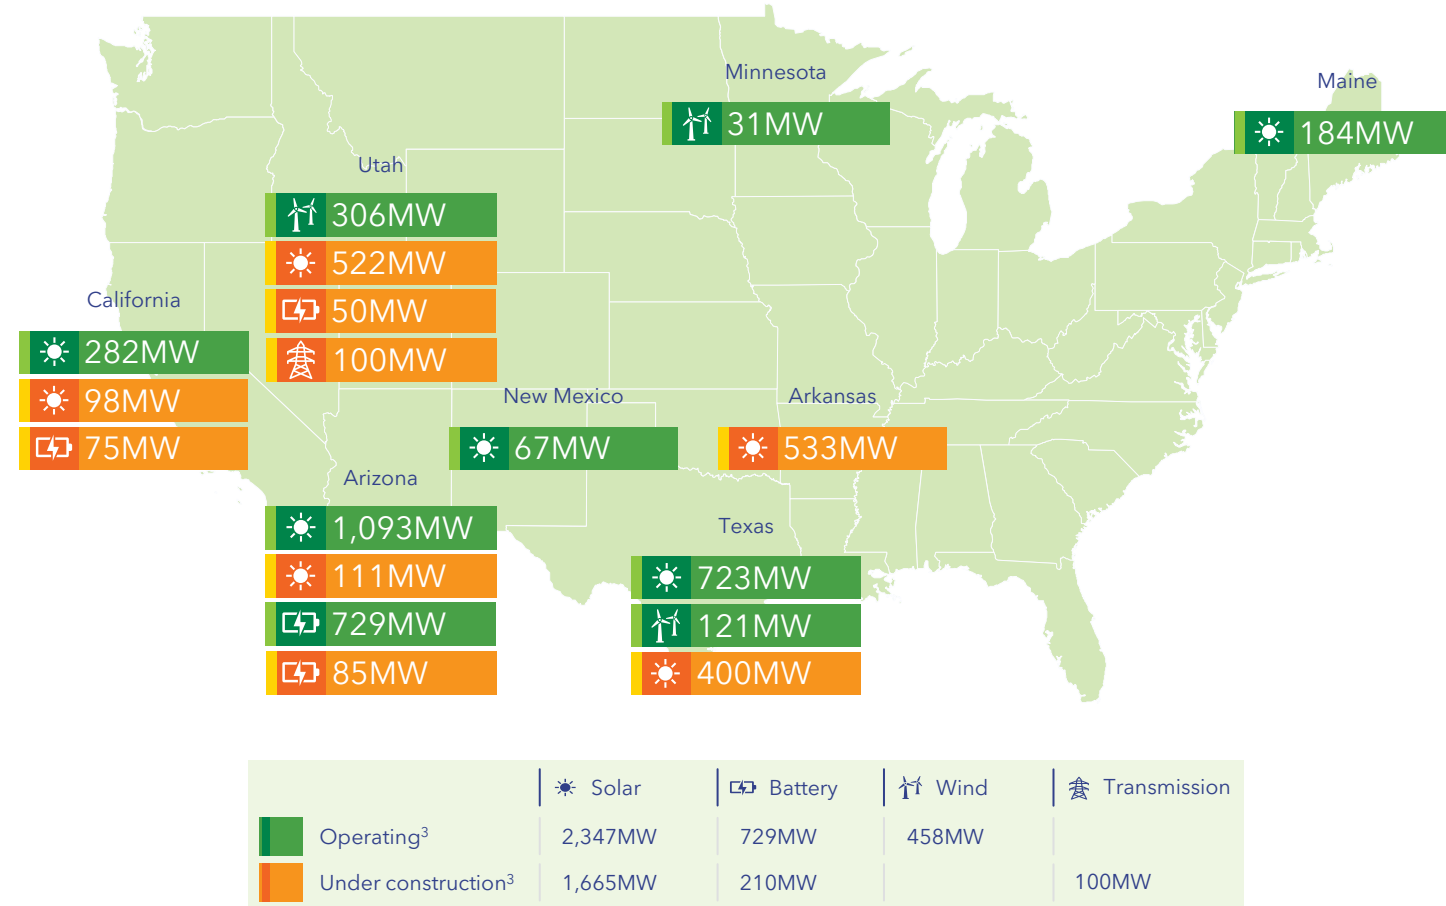 Minnesota
31MW
Maine
184MW
Utah
306MW
522MW
50MW
100MW
California
282MW
98MW
75MW
New Mexico
67MW
Arkansas
533MW
Arizona
1,093MW
111MW
729MW
85MW
Texas
723MW
121MW
400MW
Solar Battery Wind Transmission
Operating3 2,347MW 729MW 458MW
Under construction3 1,665MW 210MW 100MW